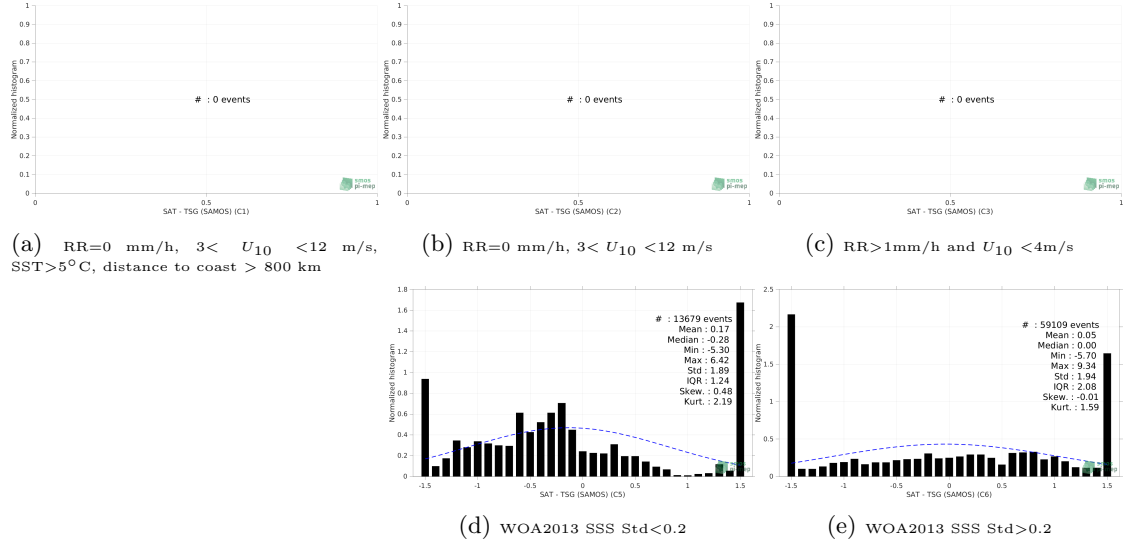 1
0.9
0.8
0.7
0.6
0.5
0.4
0.3
0.2
0.1
0
Normalized histogram
# : 0 events
smos
pi-mep
0 0.5 1
SAT - TSG (SAMOS) (C1)
(a) RR=0 mm/h, 3< U10 <12 m/s,
SST>5°C, distance to coast > 800 km
1
0.9
0.8
0.7
0.6
0.5
0.4
0.3
0.2
0.1
0
Normalized histogram
# : 0 events
smos
pi-mep
0 0.5 1
SAT - TSG (SAMOS) (C2)
(b) RR=0 mm/h, 3< U10 <12 m/s
1
0.9
0.8
0.7
0.6
0.5
0.4
0.3
0.2
0.1
0
Normalized histogram
# : 0 events
smos
pi-mep
0 0.5 1
SAT - TSG (SAMOS) (C3)
(c) RR>1mm/h and U10 <4m/s
1.8
1.6
1.4
1.2
1
0.8
0.6
0.4
0.2
0
Normalized histogram
# : 13679 events
Mean : 0.17
Median : -0.28
Min : -5.30
Max : 6.42
Std : 1.89
IQR : 1.24
Skew. : 0.48
Kurt. : 2.19
smos
pi-mep
-1.5 -1 -0.5 0 0.5 1 1.5
SAT - TSG (SAMOS) (C5)
(d) WOA2013 SSS Std<0.2
2.5
2
1.5
1
0.5
0
Normalized histogram
# : 59109 events
Mean : 0.05
Median : 0.00
Min : -5.70
Max : 9.34
Std : 1.94
IQR : 2.08
Skew. : -0.01
Kurt. : 1.59
smos
pi-mep
-1.5 -1 -0.5 0 0.5 1 1.5
SAT - TSG (SAMOS) (C6)
(e) WOA2013 SSS Std>0.2